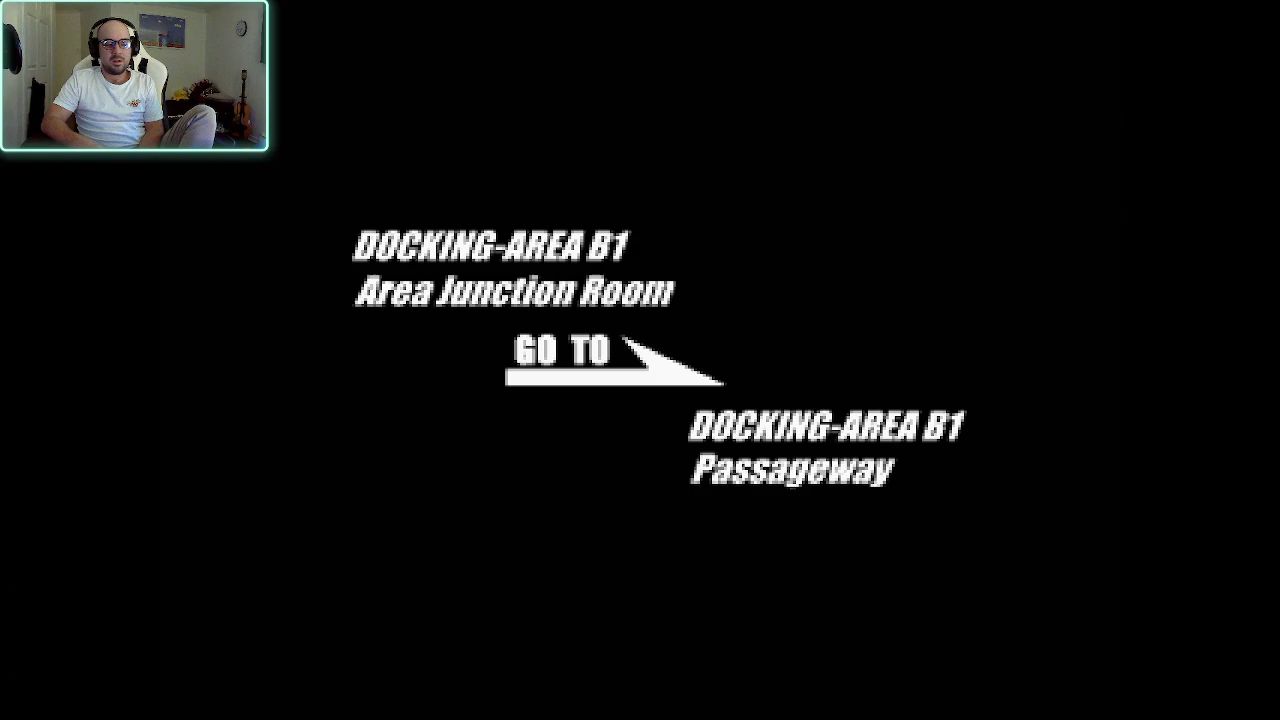 DOCKING-AREA B1
Area Junction Room
GO TO
DOCKING-AREA B1
Passageway